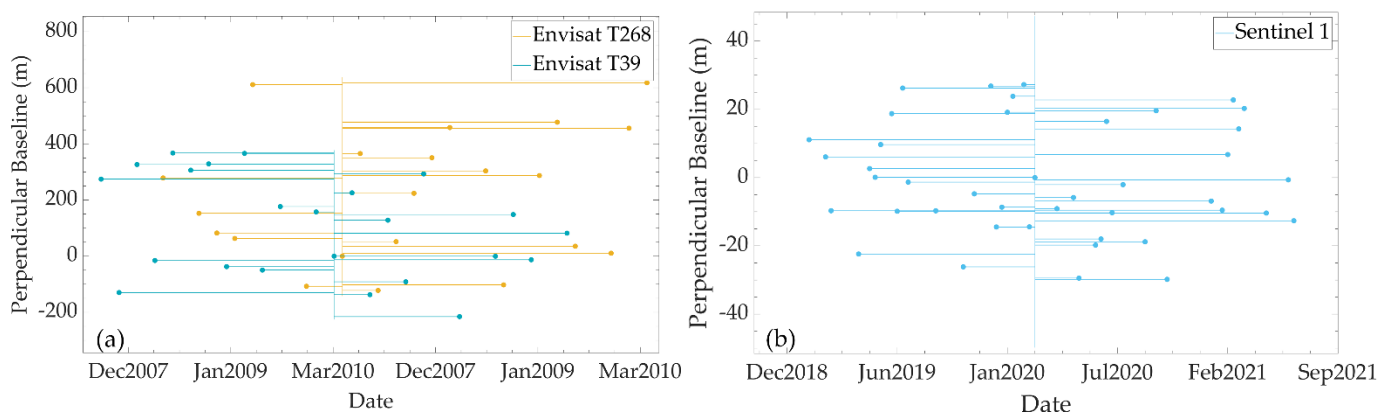 800
600
400
200
0
-200
Perpendicular Baseline (m)
Envisat T268
Envisat T39
(a)
Dec2007 Jan2009 Mar2010 Dec2007 Jan2009 Mar2010
Date
40
20
0
-20
-40
Perpendicular Baseline (m)
Sentinel 1
(b)
Dec2018 Jun2019 Jan2020 Jul2020 Feb2021 Sep2021
Date